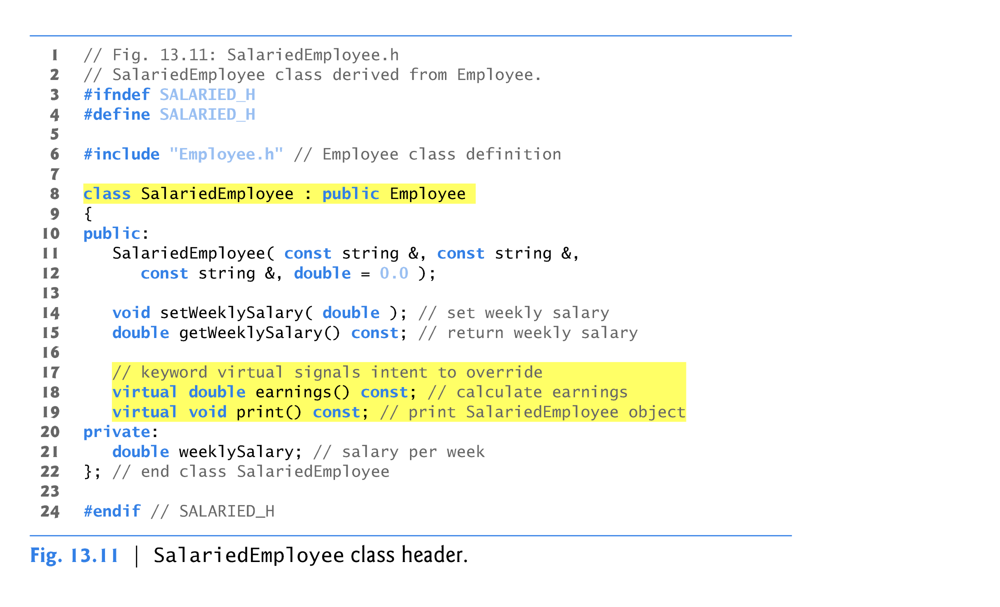 1 // Fig. 13.11: SalariedEmployee.h
2 // SalariedEmployee class derived from Employee.
3 #ifndef SALARIED_H
4 #define SALARIED_H
5
6 #include "Employee.h" // Employee class definition
7
8 class SalariedEmployee : public Employee
9 {
10 public:
11    SalariedEmployee( const string &, const string &,
12       const string &, double = 0.0 );
13
14    void setWeeklySalary( double ); // set weekly salary
15    double getWeeklySalary() const; // return weekly salary
16
17    // keyword virtual signals intent to override
18    virtual double earnings() const; // calculate earnings
19    virtual void print() const; // print SalariedEmployee object
20 private:
21    double weeklySalary; // salary per week
22 }; // end class SalariedEmployee
23
24 #endif // SALARIED_H
Fig. 13.11 | SalariedEmployee class header.